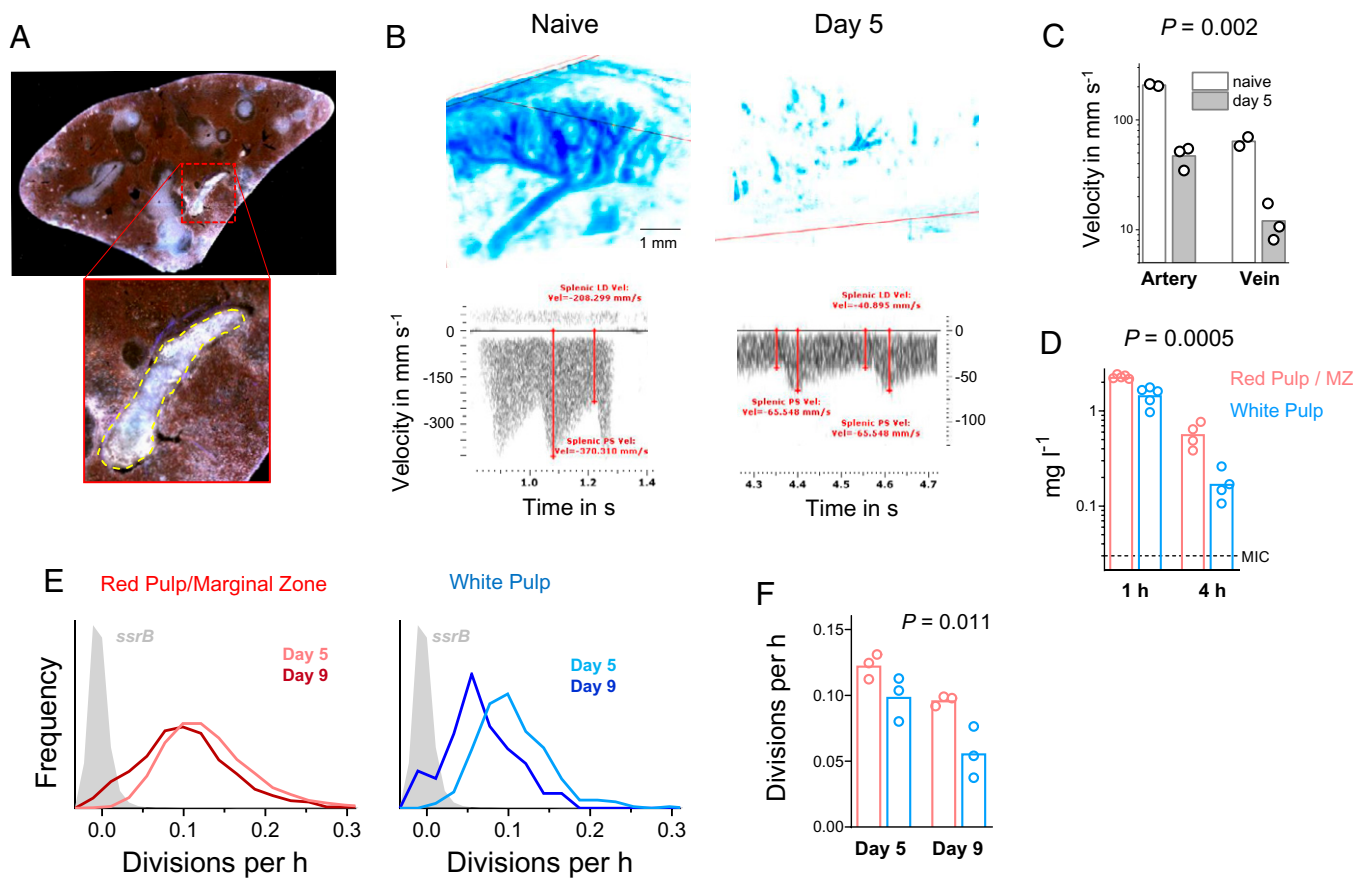 A
B
Naive
Day 5
1 mm
Velocity in mm s⁻¹
0
-150
-300
Splenic LD Vel:
Vel=-208.299 mm/s
Splenic PS Vel:
Vel=-370.310 mm/s
1.0
1.2
1.4
Time in s
Splenic LD Vel:
Vel=-40.895 mm/s
Splenic PS Vel:
Vel=-65.548 mm/s
Splenic PS Vel:
Vel=-65.548 mm/s
0
-50
-100
4.3
4.4
4.5
4.6
4.7
Time in s
C
P = 0.002
naive
day 5
Velocity in mm s⁻¹
100
10
Artery
Vein
D
P = 0.0005
Red Pulp / MZ
White Pulp
mg l⁻¹
1
0.1
MIC
1 h
4 h
E
Red Pulp/Marginal Zone
ssrB
Day 5
Day 9
Frequency
0.0
0.1
0.2
0.3
Divisions per h
White Pulp
ssrB
Day 5
Day 9
0.0
0.1
0.2
0.3
Divisions per h
F
P = 0.011
Divisions per h
0.15
0.10
0.05
0.00
Day 5
Day 9